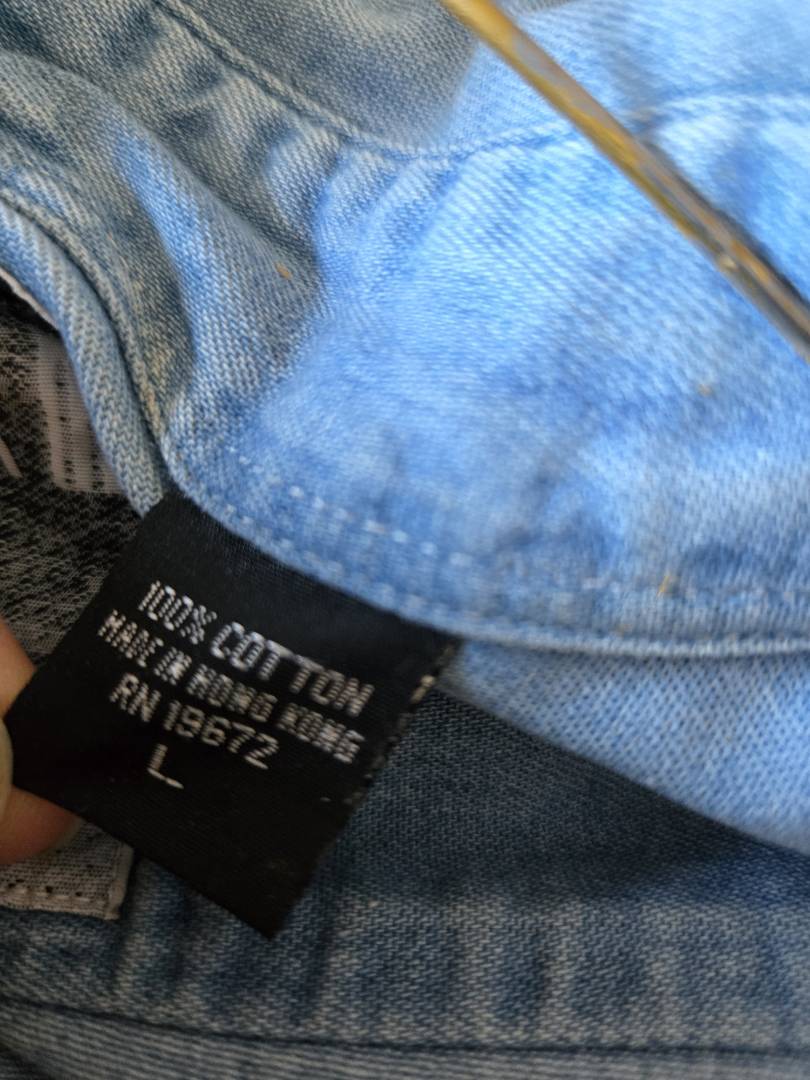 100% COTTON
MADE IN HONG KONG
RN 19672
L